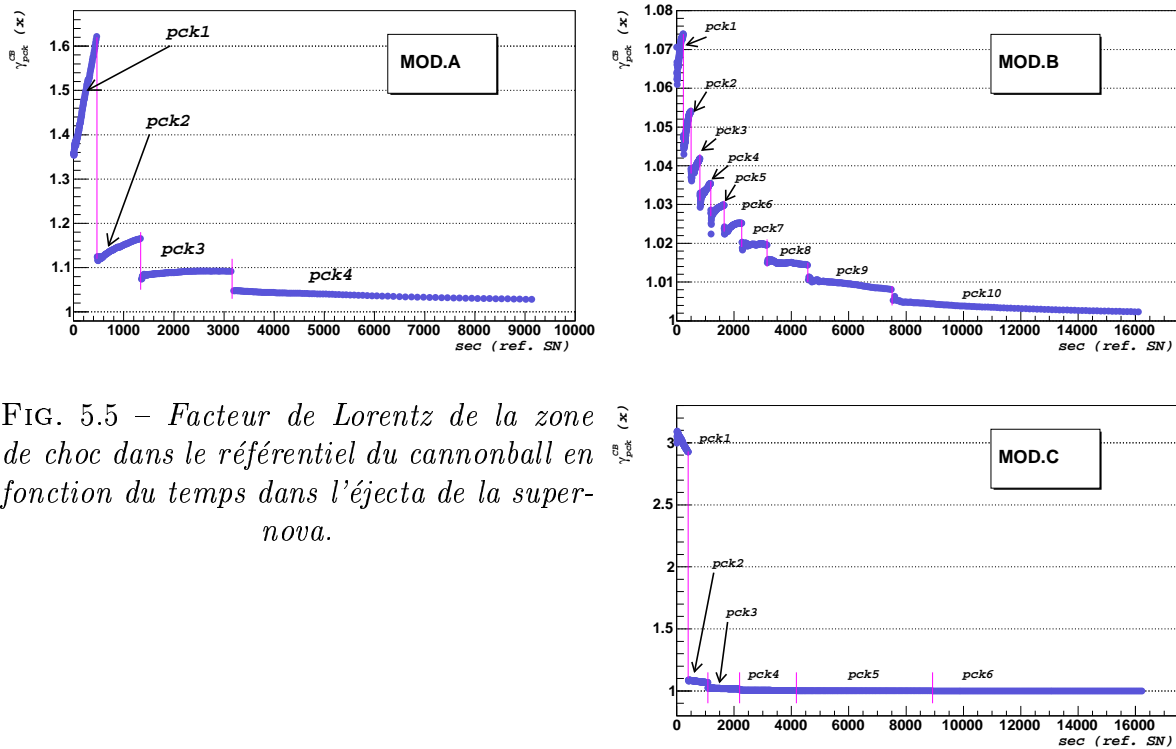 γ^CB_pck (x)
1.6
1.5
1.4
1.3
1.2
1.1
1
pck1
pck2
pck3
pck4
MOD.A
0 1000 2000 3000 4000 5000 6000 7000 8000 9000 10000
sec (ref. SN)
γ^CB_pck (x)
1.08
1.07
1.06
1.05
1.04
1.03
1.02
1.01
1
pck1
pck2
pck3
pck4
pck5
pck6
pck7
pck8
pck9
pck10
MOD.B
0 2000 4000 6000 8000 10000 12000 14000 16000
sec (ref. SN)
FIG. 5.5 – Facteur de Lorentz de la zone
de choc dans le référentiel du cannonball en
fonction du temps dans l'éjecta de la super-
nova.
γ^CB_pck (x)
3
2.5
2
1.5
1
pck1
pck2
pck3
pck4 pck5 pck6
MOD.C
0 2000 4000 6000 8000 10000 12000 14000 16000
sec (ref. SN)